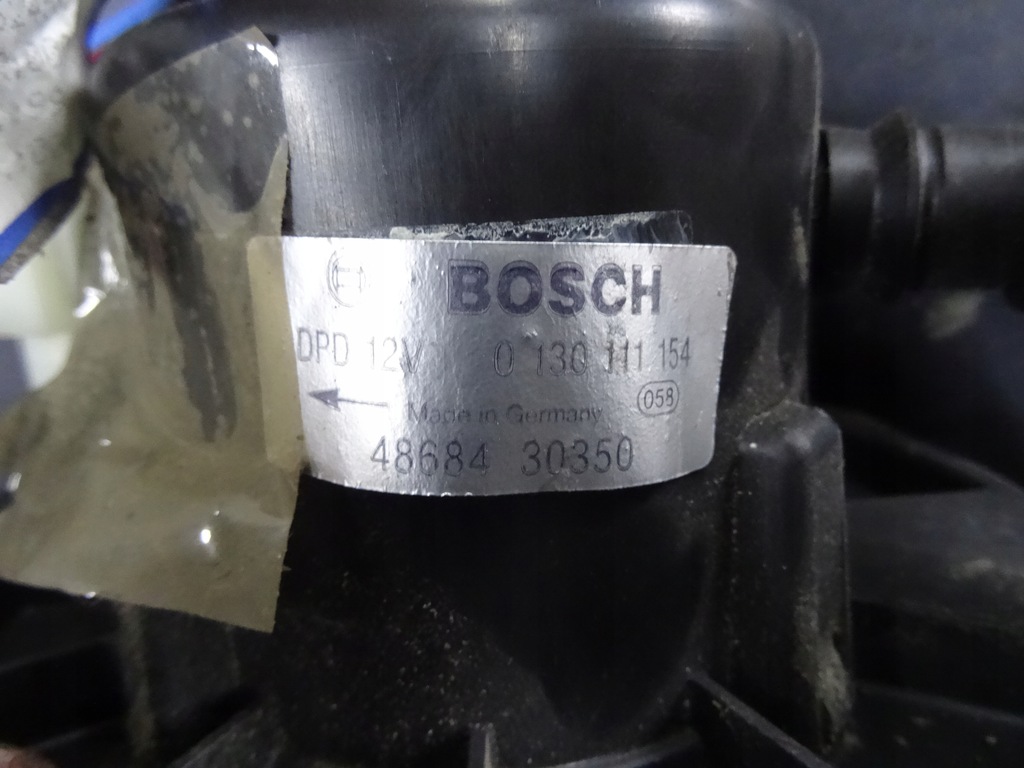 BOSCH
DPD 12V 0 130 111 154
Made in Germany 058
48684 30350